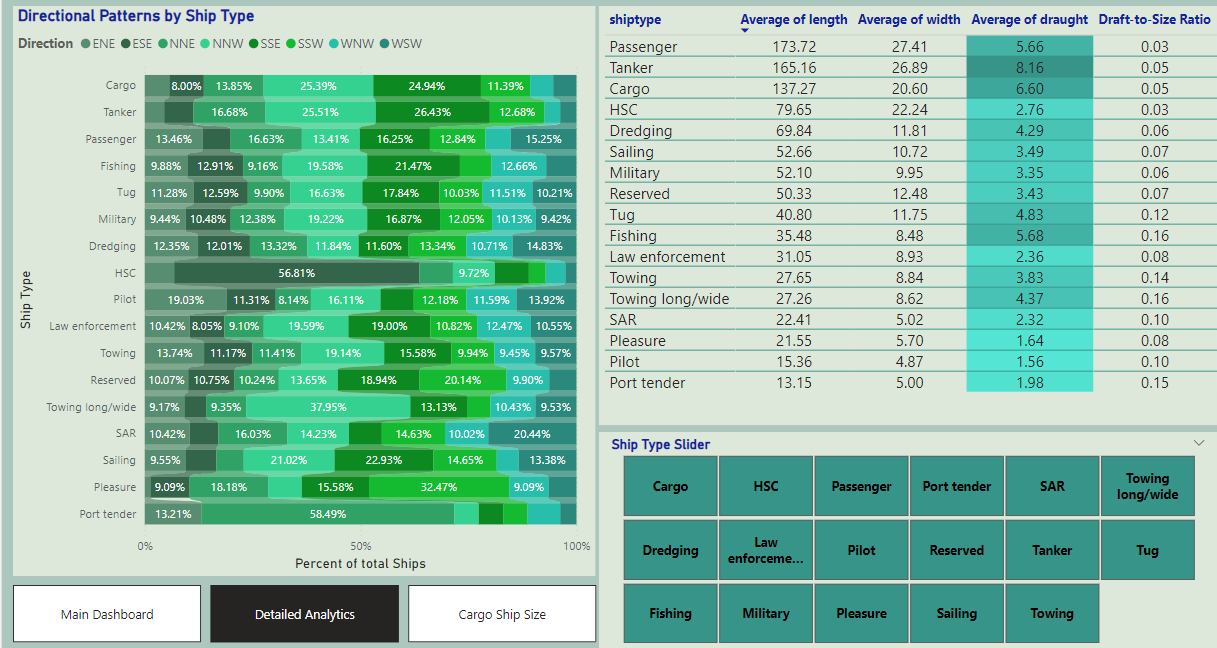 Directional Patterns by Ship Type
Direction ENE ESE NNE NNW SSE SSW WNW WSW
Ship Type
Cargo 8.00% 13.85% 25.39% 24.94% 11.39%
Tanker 16.68% 25.51% 26.43% 12.68%
Passenger 13.46% 16.63% 13.41% 16.25% 12.84% 15.25%
Fishing 9.88% 12.91% 9.16% 19.58% 21.47% 12.66%
Tug 11.28% 12.59% 9.90% 16.63% 17.84% 10.03% 11.51% 10.21%
Military 9.44% 10.48% 12.38% 19.22% 16.87% 12.05% 10.13% 9.42%
Dredging 12.35% 12.01% 13.32% 11.84% 11.60% 13.34% 10.71% 14.83%
HSC 56.81% 9.72%
Pilot 19.03% 11.31% 8.14% 16.11% 12.18% 11.59% 13.92%
Law enforcement 10.42% 8.05% 9.10% 19.59% 19.00% 10.82% 12.47% 10.55%
Towing 13.74% 11.17% 11.41% 19.14% 15.58% 9.94% 9.45% 9.57%
Reserved 10.07% 10.75% 10.24% 13.65% 18.94% 20.14% 9.90%
Towing long/wide 9.17% 9.35% 37.95% 13.13% 10.43% 9.53%
SAR 10.42% 16.03% 14.23% 14.63% 10.02% 20.44%
Sailing 9.55% 21.02% 22.93% 14.65% 13.38%
Pleasure 9.09% 18.18% 15.58% 32.47% 9.09%
Port tender 13.21% 58.49%
0% 50% 100%
Percent of total Ships
Main Dashboard Detailed Analytics Cargo Ship Size
shiptype Average of length Average of width Average of draught Draft-to-Size Ratio
Passenger 173.72 27.41 5.66 0.03
Tanker 165.16 26.89 8.16 0.05
Cargo 137.27 20.60 6.60 0.05
HSC 79.65 22.24 2.76 0.03
Dredging 69.84 11.81 4.29 0.06
Sailing 52.66 10.72 3.49 0.07
Military 52.10 9.95 3.35 0.06
Reserved 50.33 12.48 3.43 0.07
Tug 40.80 11.75 4.83 0.12
Fishing 35.48 8.48 5.68 0.16
Law enforcement 31.05 8.93 2.36 0.08
Towing 27.65 8.84 3.83 0.14
Towing long/wide 27.26 8.62 4.37 0.16
SAR 22.41 5.02 2.32 0.10
Pleasure 21.55 5.70 1.64 0.08
Pilot 15.36 4.87 1.56 0.10
Port tender 13.15 5.00 1.98 0.15
Ship Type Slider
Cargo HSC Passenger Port tender SAR Towing long/wide
Dredging Law enforceme... Pilot Reserved Tanker Tug
Fishing Military Pleasure Sailing Towing